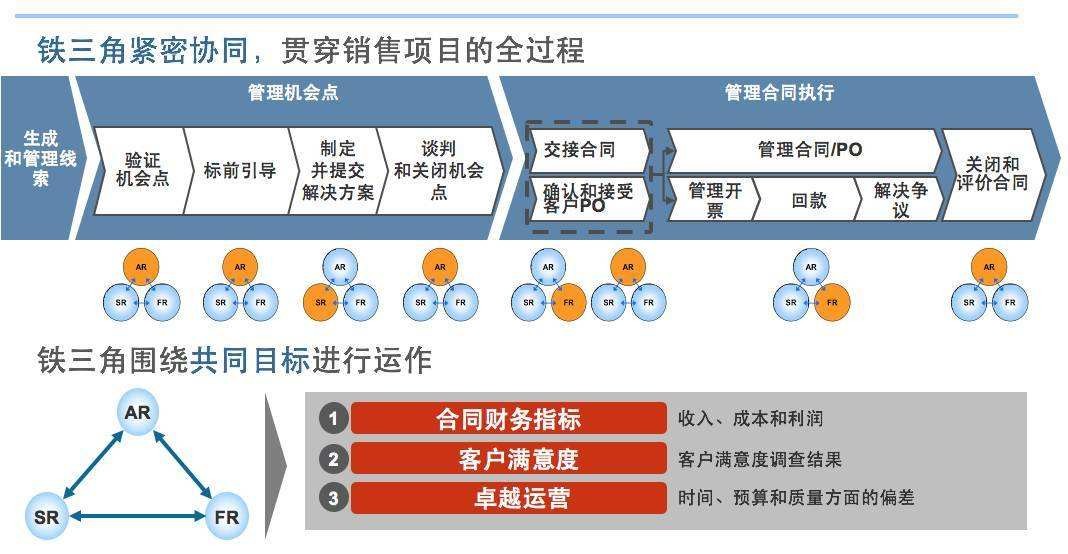 铁三角紧密协同，贯穿销售项目的全过程
生成
和管理线
索
管理机会点
验证
机会点
标前引导
制定
并提交
解决方案
谈判
和关闭机会
点
管理合同执行
交接合同
确认和接受
客户PO
管理合同/PO
管理开
票
回款
解决争
议
关闭和
评价合同
AR
SR FR
AR
SR FR
AR
SR FR
AR
SR FR
AR
SR FR
AR
SR FR
AR
SR FR
AR
SR FR
铁三角围绕共同目标进行运作
AR
SR FR
1 合同财务指标 收入、成本和利润
2 客户满意度 客户满意度调查结果
3 卓越运营 时间、预算和质量方面的偏差